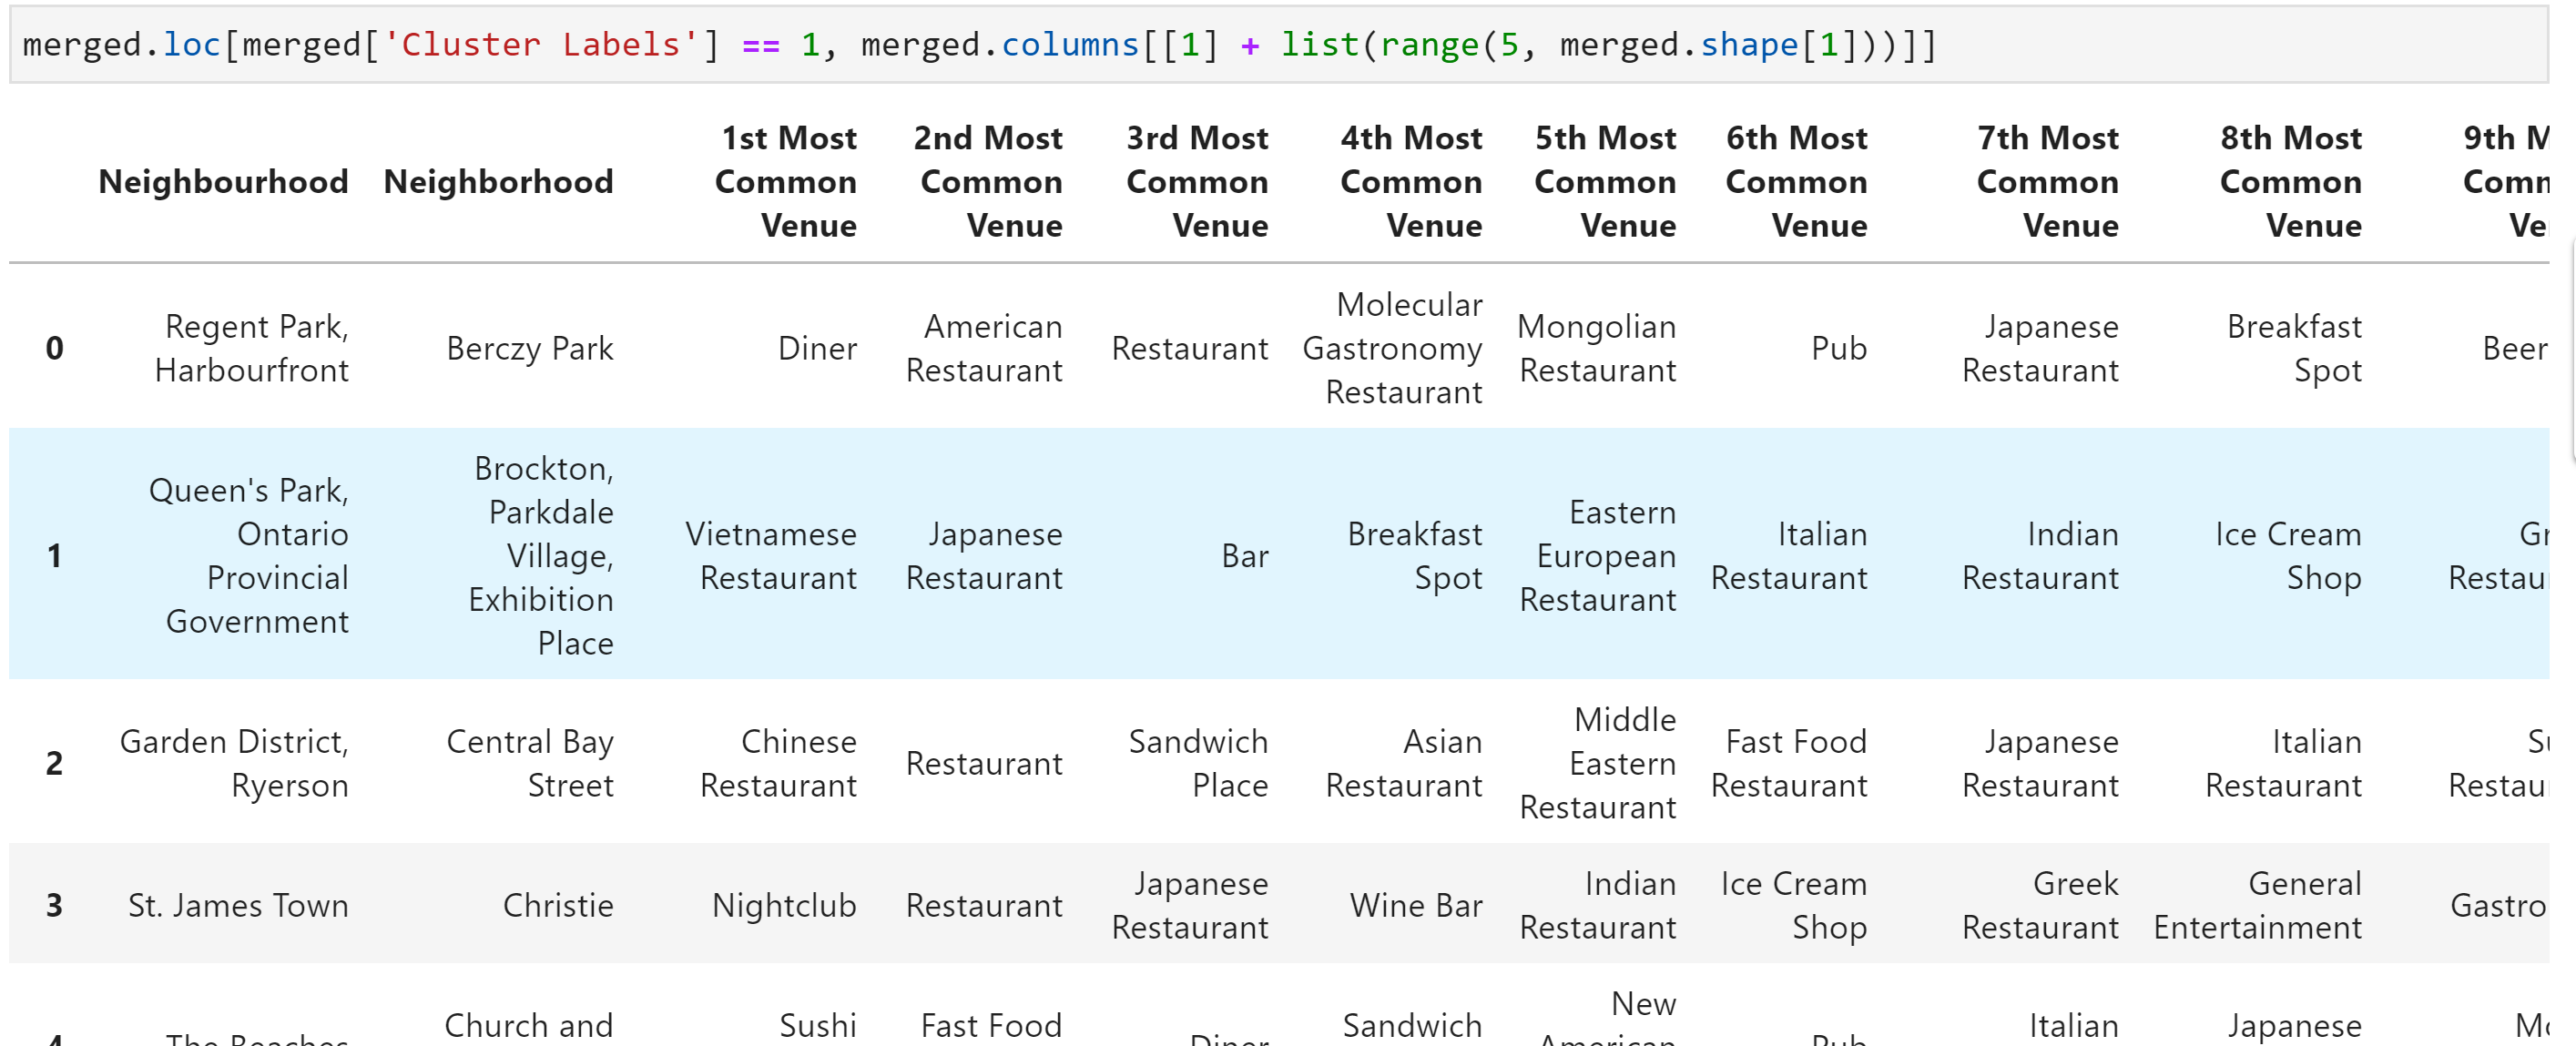 merged.loc[merged['Cluster Labels'] == 1, merged.columns[[1] + list(range(5, merged.shape[1]))]]
Neighbourhood Neighborhood 1st Most Common Venue 2nd Most Common Venue 3rd Most Common Venue 4th Most Common Venue 5th Most Common Venue 6th Most Common Venue 7th Most Common Venue 8th Most Common Venue 9th
0 Regent Park, Harbourfront Berczy Park Diner American Restaurant Restaurant Molecular Gastronomy Restaurant Mongolian Restaurant Pub Japanese Restaurant Breakfast Spot Beer
1 Queen's Park, Ontario Provincial Government Brockton, Parkdale Village, Exhibition Place Vietnamese Restaurant Japanese Restaurant Bar Breakfast Spot Eastern European Restaurant Italian Restaurant Indian Restaurant Ice Cream Shop
2 Garden District, Ryerson Central Bay Street Chinese Restaurant Restaurant Sandwich Place Asian Restaurant Middle Eastern Restaurant Fast Food Restaurant Japanese Restaurant Italian Restaurant
3 St. James Town Christie Nightclub Restaurant Japanese Restaurant Wine Bar Indian Restaurant Ice Cream Shop Greek Restaurant General Entertainment
4 The Beaches Church and Sushi Fast Food Diner Sandwich New American Pub Italian Japanese